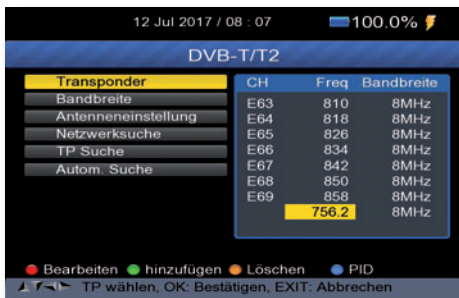 12 Jul 2017 / 08 : 07 100.0%
DVB-T/T2
Transponder
Bandbreite
Antenneneinstellung
Netzwerksuche
TP Suche
Autom. Suche
CH Freq Bandbreite
E63 810 8MHz
E64 818 8MHz
E65 826 8MHz
E66 834 8MHz
E67 842 8MHz
E68 850 8MHz
E69 858 8MHz
756.2 8MHz
Bearbeiten hinzufügen Löschen PID
TP wählen, OK: Bestätigen, EXIT: Abbrechen